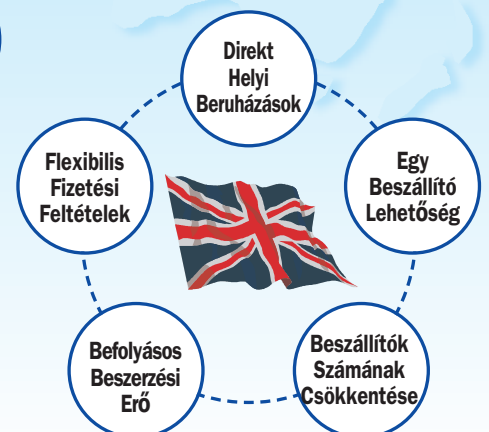 Direkt
Helyi
Beruházások
Flexibilis
Fizetési
Feltételek
Egy
Beszállító
Lehetőség
Befolyásos
Beszerzési
Erő
Beszállítók
Számának
Csökkentése